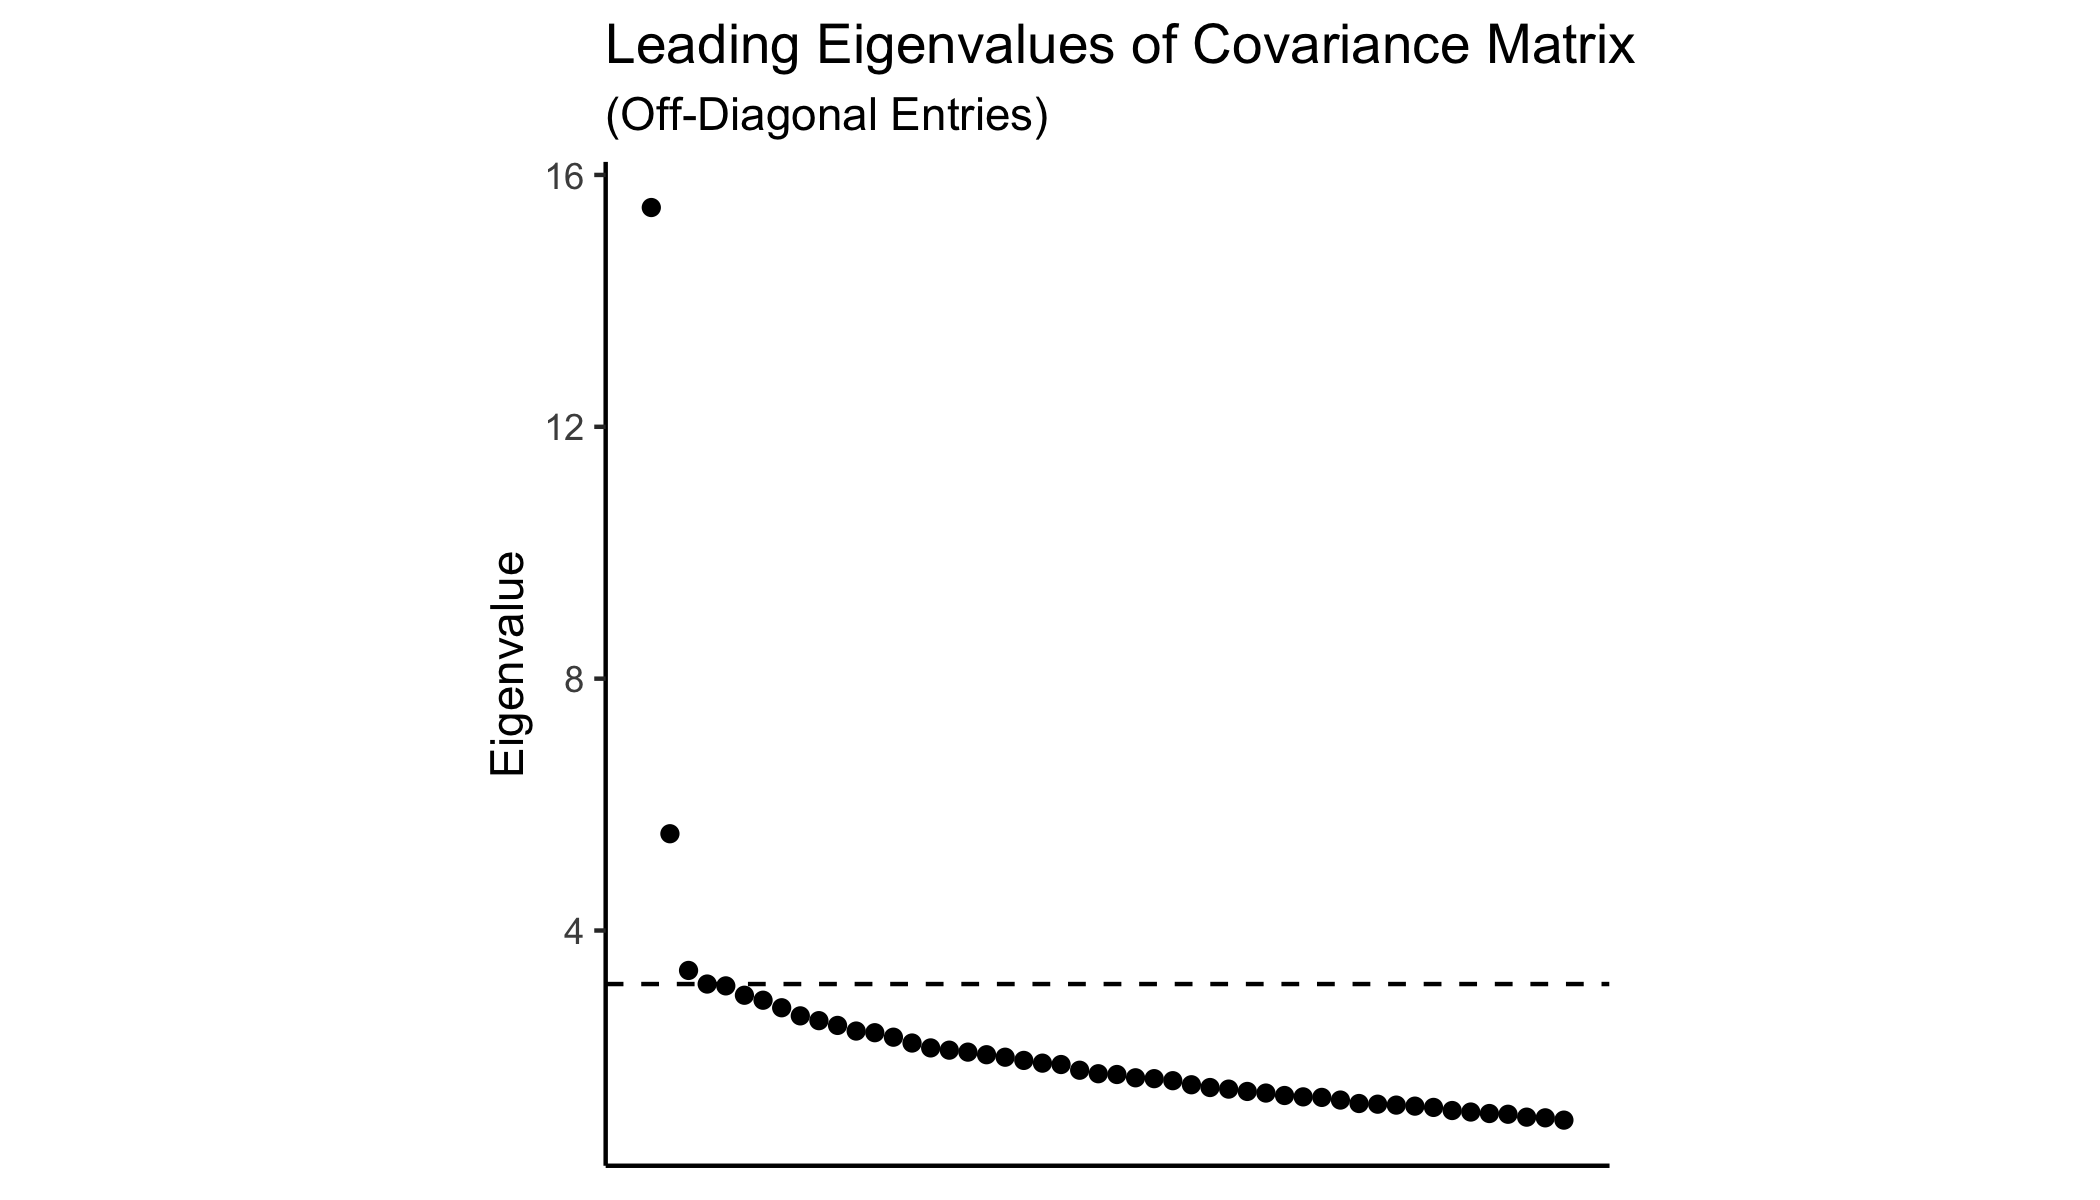 Leading Eigenvalues of Covariance Matrix
(Off-Diagonal Entries)
16
12
8
4
Eigenvalue